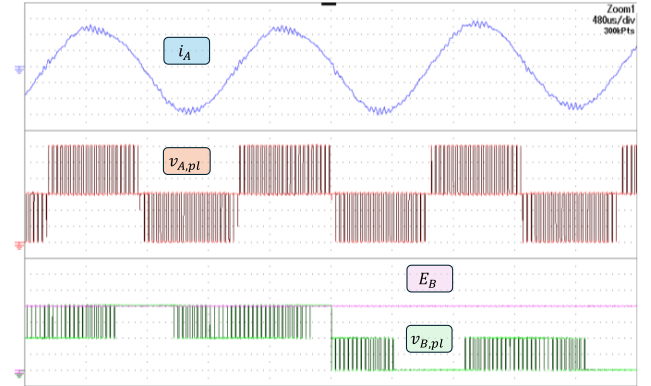 Zoom1
480us/div
300kPts
i_A
v_{A,pl}
E_B
v_{B,pl}